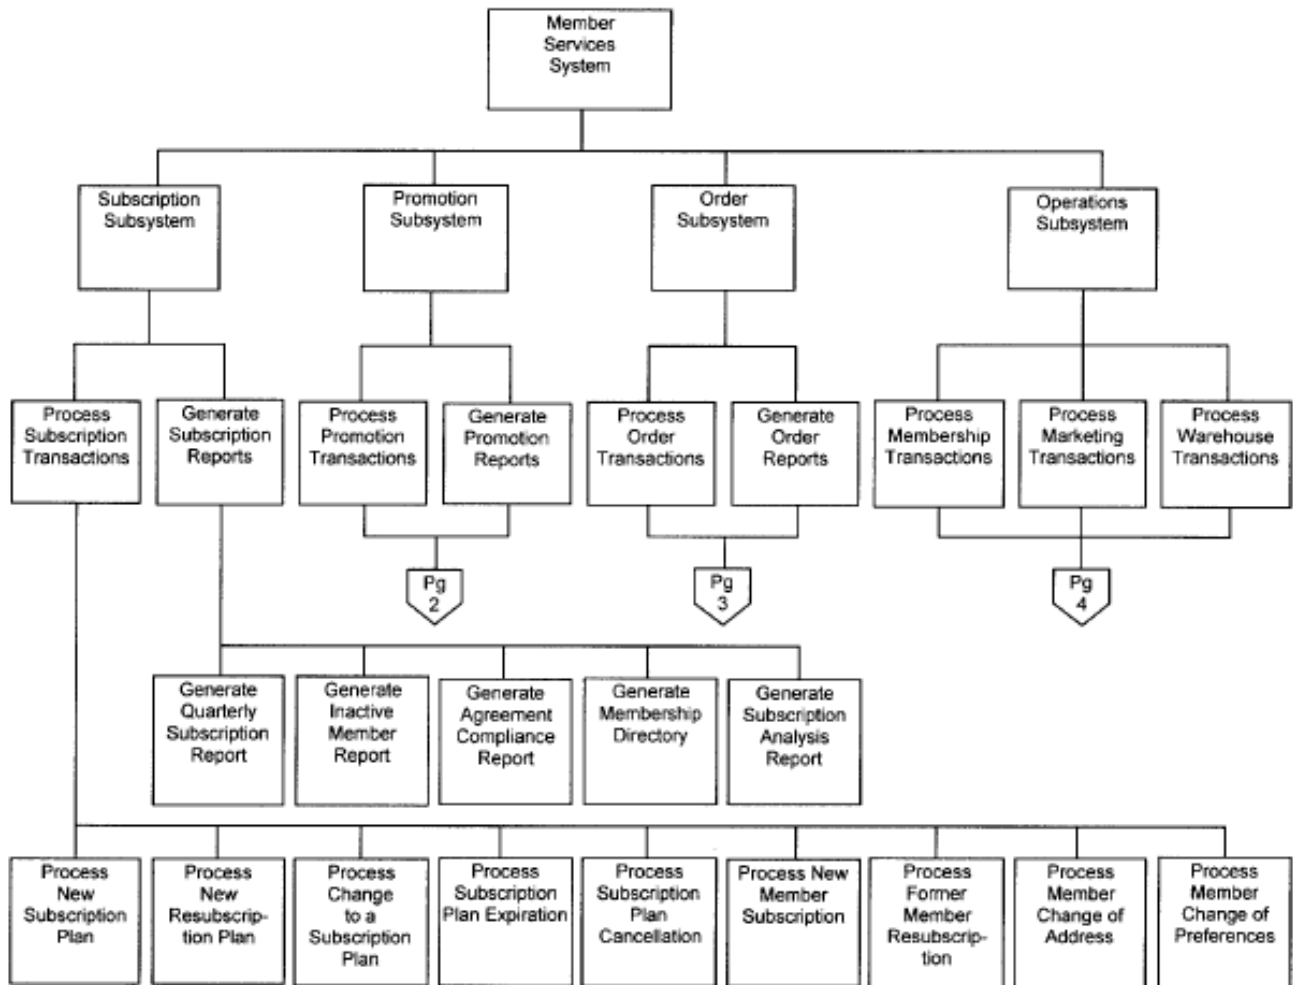 Member
Services
System
Subscription
Subsystem
Promotion
Subsystem
Order
Subsystem
Operations
Subsystem
Process
Subscription
Transactions
Generate
Subscription
Reports
Process
Promotion
Transactions
Generate
Promotion
Reports
Process
Order
Transactions
Generate
Order
Reports
Process
Membership
Transactions
Process
Marketing
Transactions
Process
Warehouse
Transactions
Pg
2
Pg
3
Pg
4
Generate
Quarterly
Subscription
Report
Generate
Inactive
Member
Report
Generate
Agreement
Compliance
Report
Generate
Membership
Directory
Generate
Subscription
Analysis
Report
Process
New
Subscription
Plan
Process
New
Resubscrip-
tion Plan
Process
Change
to a
Subscription
Plan
Process
Subscription
Plan Expiration
Process
Subscription
Plan
Cancellation
Process New
Member
Subscription
Process
Former
Member
Resubscrip-
tion
Process
Member
Change of
Address
Process
Member
Change of
Preferences